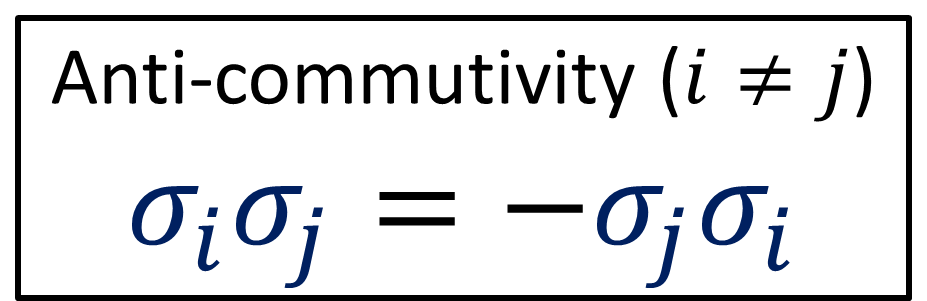 Anti-commutivity (𝑖 ≠ 𝑗)
𝜎ᵢ𝜎ⱼ = −𝜎ⱼ𝜎ᵢ